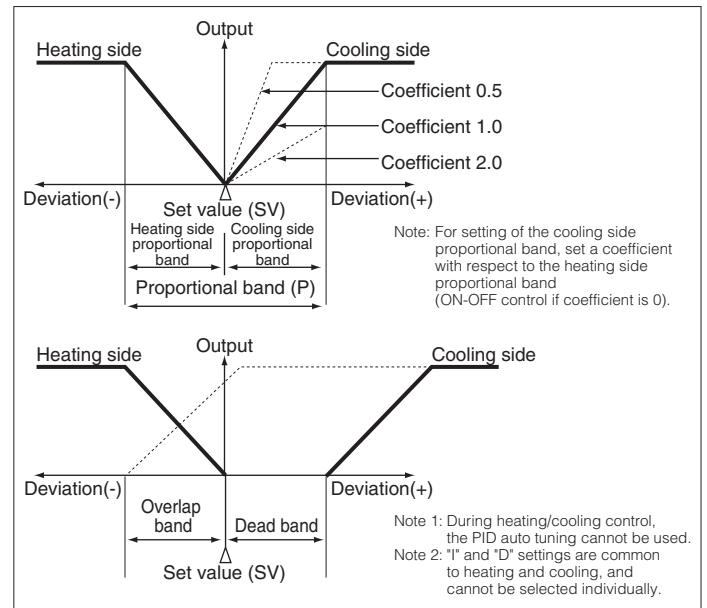 Output
Heating side
Cooling side
Coefficient 0.5
Coefficient 1.0
Coefficient 2.0
Deviation(-)
Deviation(+)
Set value (SV)
Heating side
proportional
band
Cooling side
proportional
band
Proportional band (P)
Note: For setting of the cooling side
proportional band, set a coefficient
with respect to the heating side
proportional band
(ON-OFF control if coefficient is 0).
Heating side
Output
Cooling side
Deviation(-)
Deviation(+)
Overlap
band
Dead band
Set value (SV)
Note 1: During heating/cooling control,
the PID auto tuning cannot be used.
Note 2: "I" and "D" settings are common
to heating and cooling, and
cannot be selected individually.